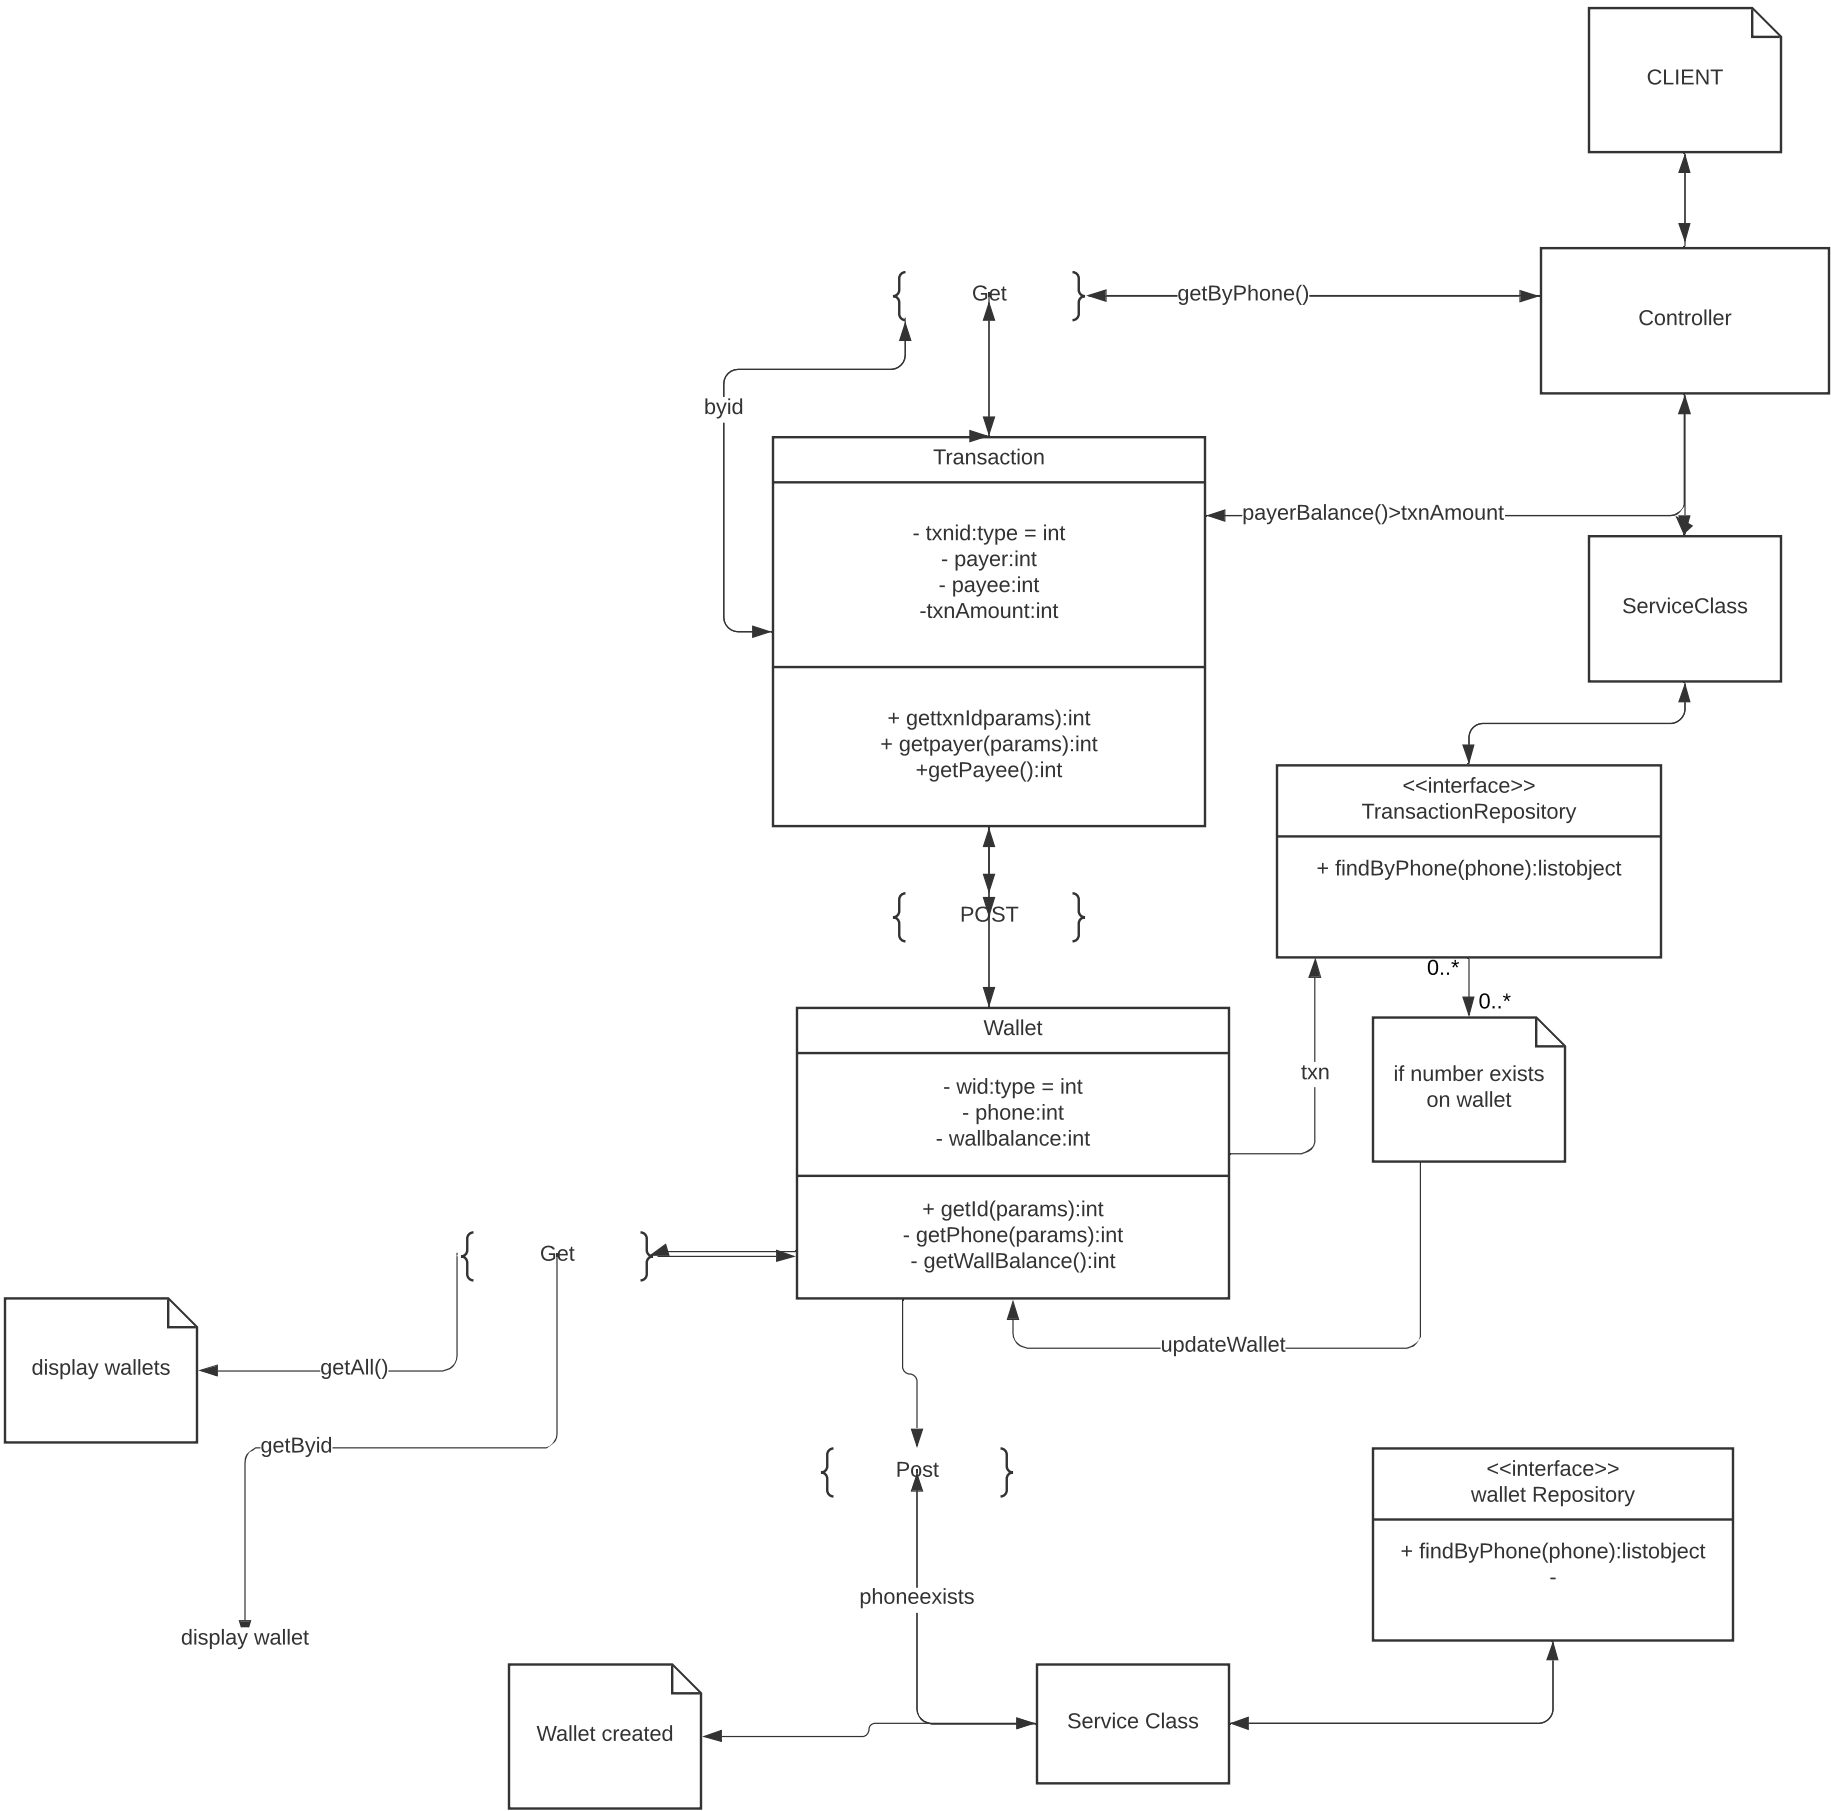 CLIENT
Get
getByPhone()
Controller
byid
Transaction
- txnid:type = int
- payer:int
- payee:int
-txnAmount:int
payerBalance()>txnAmount
ServiceClass
+ gettxnIdparams):int
+ getpayer(params):int
+getPayee():int
<<interface>>
TransactionRepository
+ findByPhone(phone):listobject
POST
0..*
0..*
Wallet
- wid:type = int
- phone:int
- wallbalance:int
txn
if number exists
on wallet
+ getId(params):int
- getPhone(params):int
- getWallBalance():int
Get
updateWallet
display wallets
getAll()
getByid
Post
<<interface>>
wallet Repository
+ findByPhone(phone):listobject
-
phoneexists
display wallet
Wallet created
Service Class